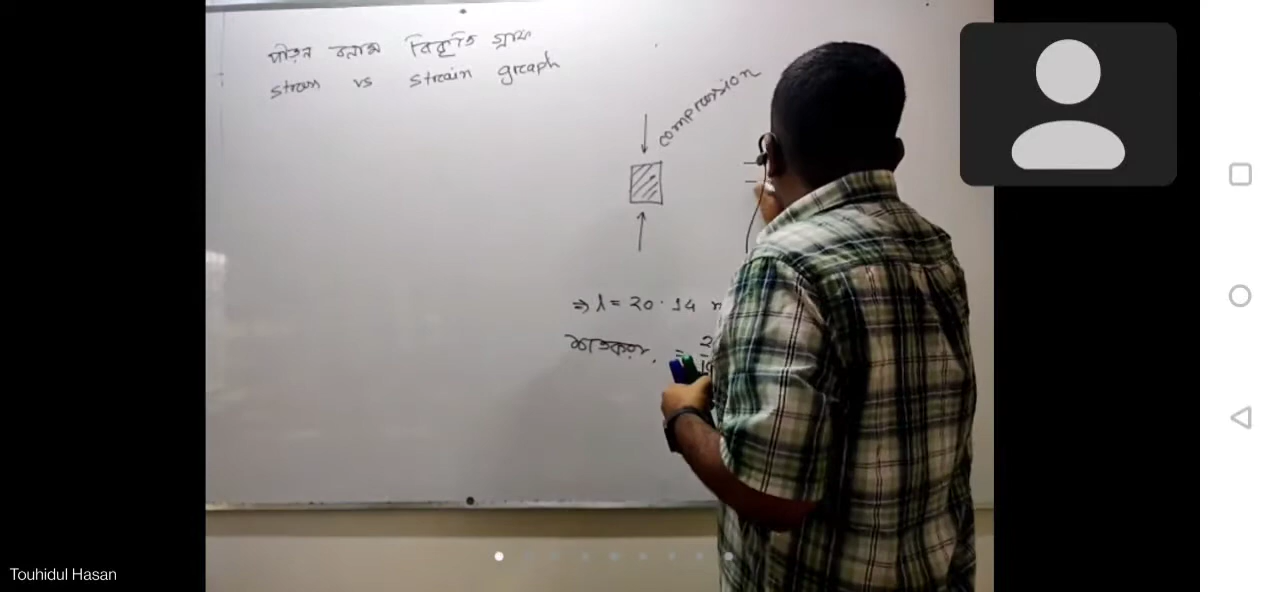 পীড়ন বনাম বিকৃতি গ্রাফ
stress vs strain graph
compression
⇒ λ = 20.14
শতকরা. =
Touhidul Hasan